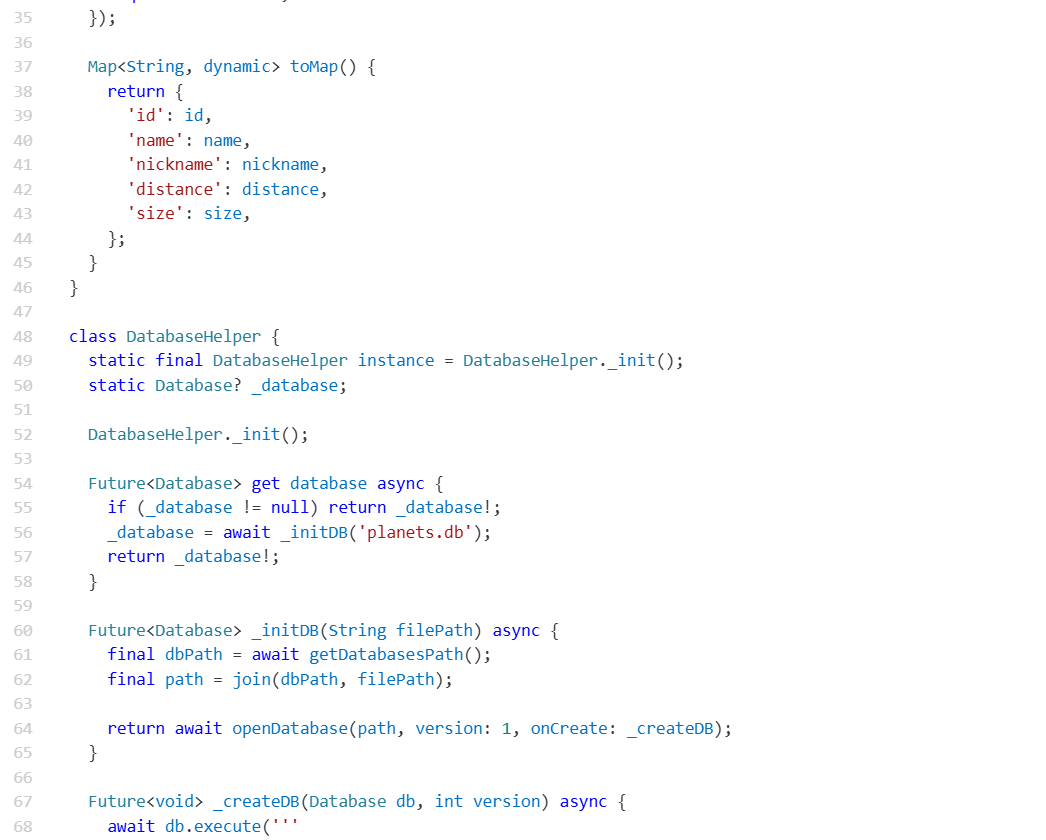 35 });
36
37 Map<String, dynamic> toMap() {
38 return {
39 'id': id,
40 'name': name,
41 'nickname': nickname,
42 'distance': distance,
43 'size': size,
44 };
45 }
46 }
47
48 class DatabaseHelper {
49 static final DatabaseHelper instance = DatabaseHelper._init();
50 static Database? _database;
51
52 DatabaseHelper._init();
53
54 Future<Database> get database async {
55 if (_database != null) return _database!;
56 _database = await _initDB('planets.db');
57 return _database!;
58 }
59
60 Future<Database> _initDB(String filePath) async {
61 final dbPath = await getDatabasesPath();
62 final path = join(dbPath, filePath);
63
64 return await openDatabase(path, version: 1, onCreate: _createDB);
65 }
66
67 Future<void> _createDB(Database db, int version) async {
68 await db.execute('''